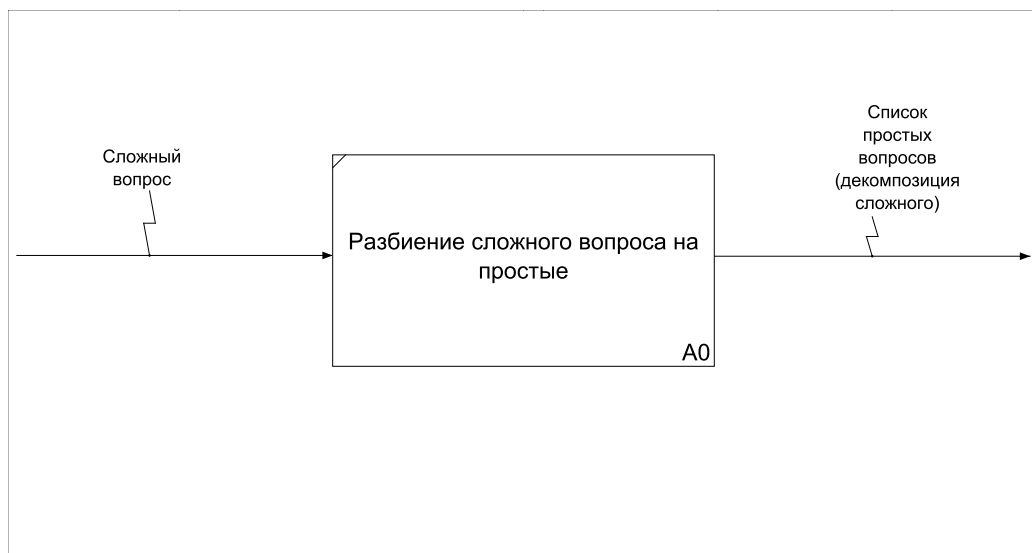 Сложный
вопрос
Список
простых
вопросов
(декомпозиция
сложного)
Разбиение сложного вопроса на
простые
A0